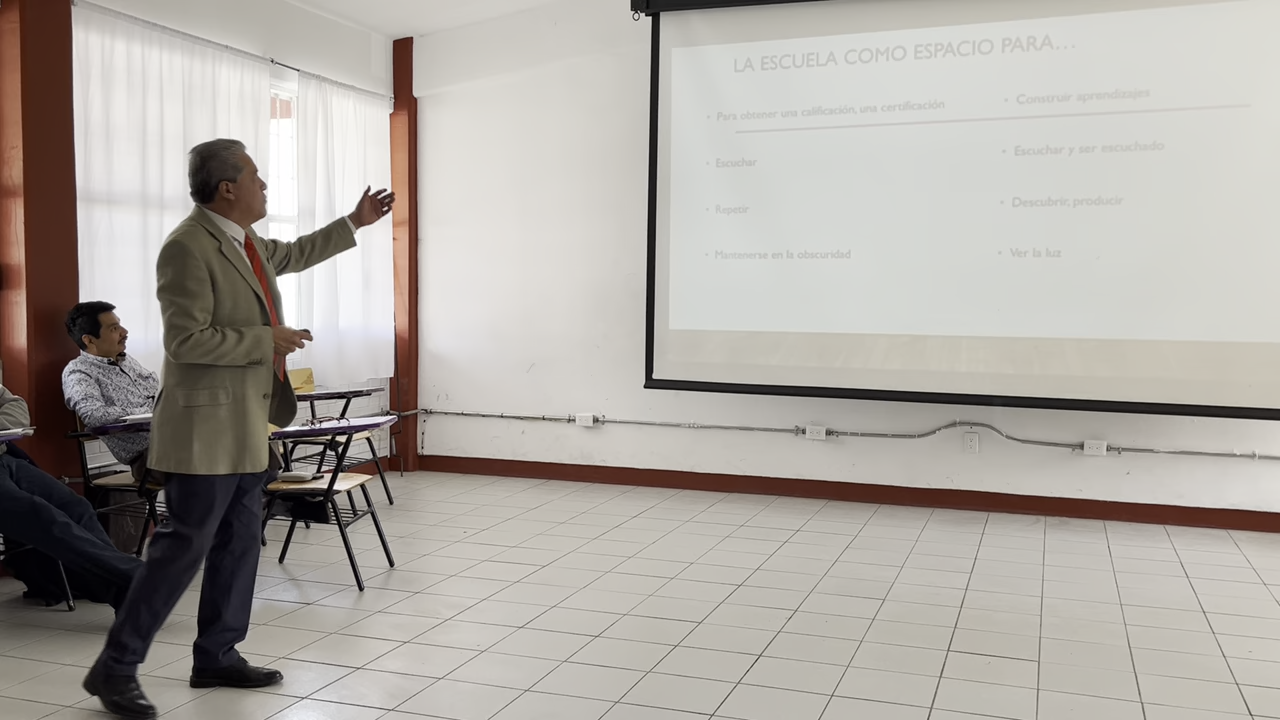 LA ESCUELA COMO ESPACIO PARA...
• Para obtener una calificación, una certificación
• Escuchar
• Repetir
• Mantenerse en la obscuridad
• Construir aprendizajes
• Escuchar y ser escuchado
• Descubrir, producir
• Ver la luz